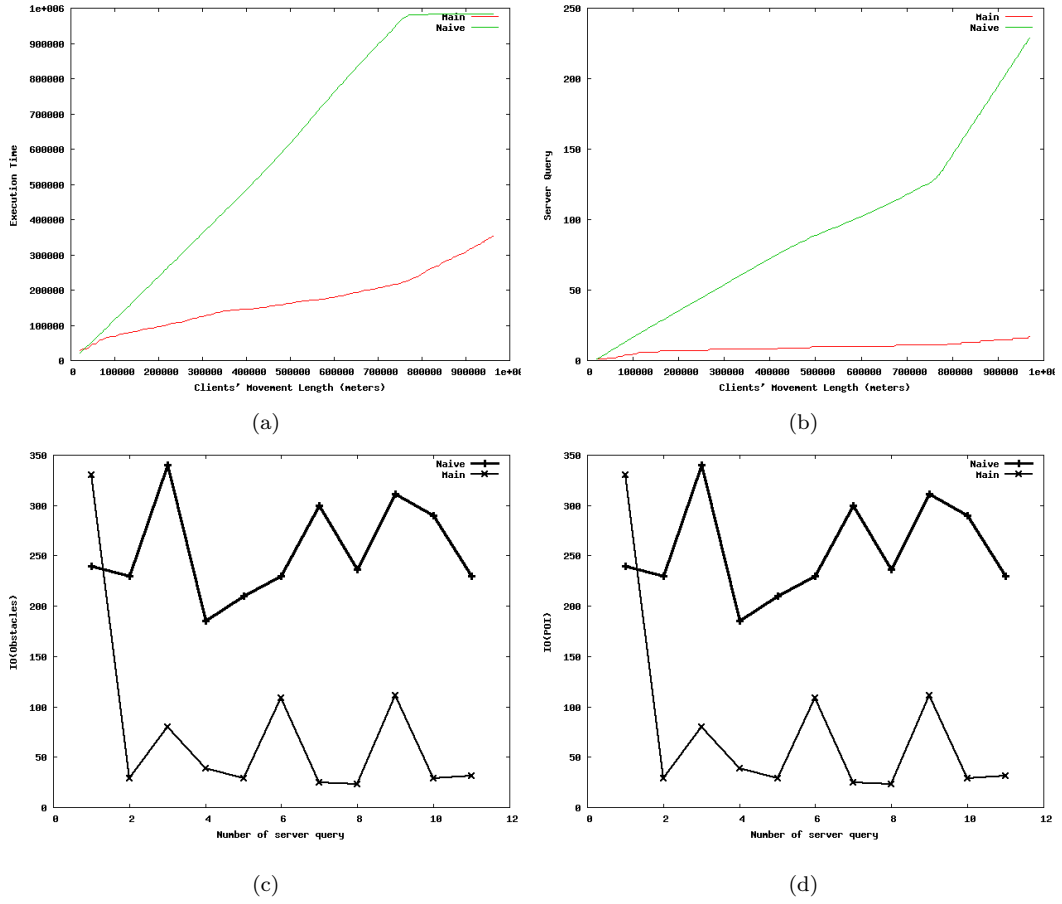 1e+006
900000
800000
700000
600000
500000
400000
300000
200000
100000
0
Execution Time
Main
Naive
0 100000 200000 300000 400000 500000 600000 700000 800000 900000 1e+00
Clients' Movement Length (meters)
(a)
250
200
150
100
50
0
Server Query
Main
Naive
0 100000 200000 300000 400000 500000 600000 700000 800000 900000 1e+00
Clients' Movement Length (meters)
(b)
350
300
250
200
150
100
50
0
IO(Obstacles)
Naive
Main
0 2 4 6 8 10 12
Number of server query
(c)
350
300
250
200
150
100
50
0
IO(POI)
Naive
Main
0 2 4 6 8 10 12
Number of server query
(d)